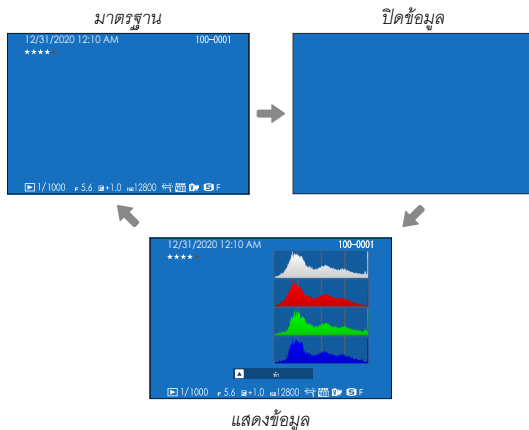 มาตรฐาน
ปิดข้อมูล
12/31/2020 12:10 AM 100-0001
★★★★
1/1000 F 5.6 +1.0 ISO 12800 F
12/31/2020 12:10 AM 100-0001
★★★★★
1/1000 F 5.6 +1.0 ISO 12800 F
แสดงข้อมูล